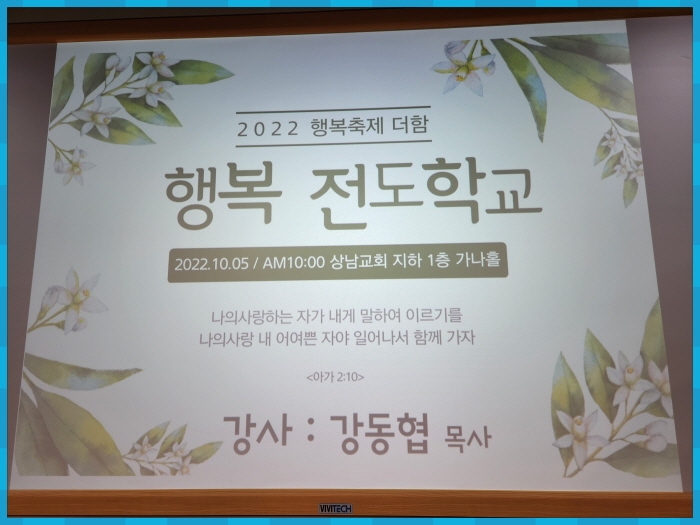 2022 행복축제 더함
행복 전도학교
2022.10.05 / AM10:00 상남교회 지하 1층 가나홀
나의사랑하는 자가 내게 말하여 이르기를
나의사랑 내 어여쁜 자야 일어나서 함께 가자
<아가 2:10>
강사 : 강동협 목사
VIVITECH